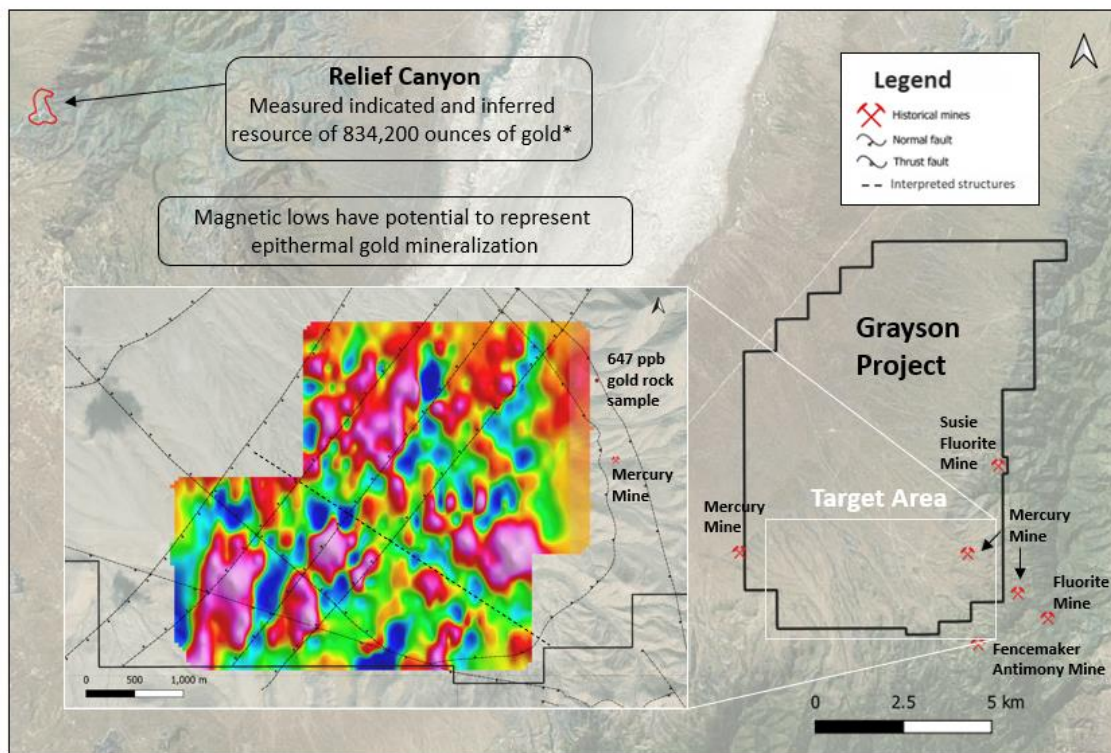 Relief Canyon
Measured indicated and inferred
resource of 834,200 ounces of gold*
Magnetic lows have potential to represent
epithermal gold mineralization
Legend
Historical mines
Normal fault
Thrust fault
Interpreted structures
647 ppb
gold rock
sample
Mercury
Mine
0 500 1,000 m
Grayson
Project
Susie
Fluorite
Mine
Target Area
Mercury
Mine
Mercury
Mine
Fluorite
Mine
Fencemaker
Antimony Mine
0 2.5 5 km